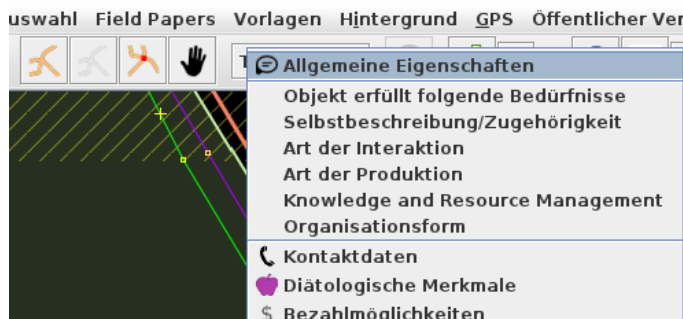 uswahl Field Papers Vorlagen Hintergrund GPS Öffentlicher Ver
Allgemeine Eigenschaften
Objekt erfüllt folgende Bedürfnisse
Selbstbeschreibung/Zugehörigkeit
Art der Interaktion
Art der Produktion
Knowledge and Resource Management
Organisationsform
Kontaktdaten
Diätologische Merkmale
$ Bezahlmöglichkeiten